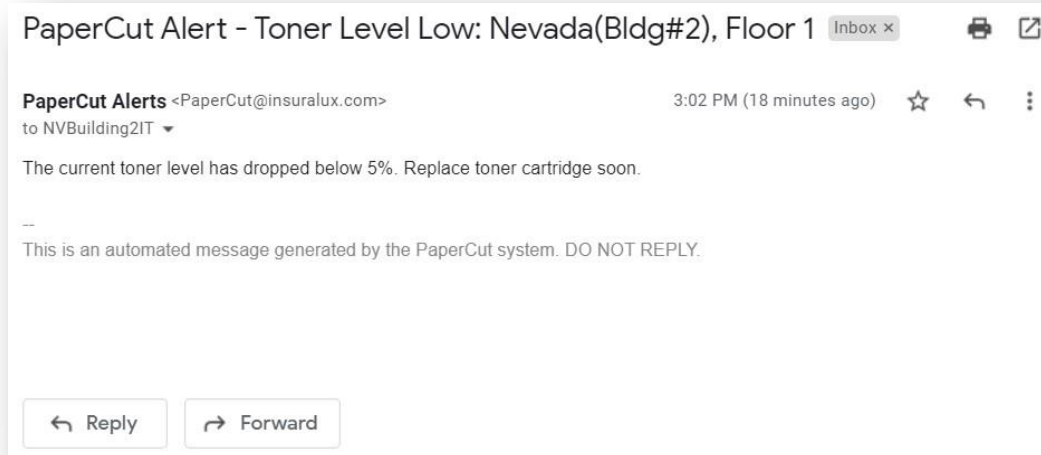 PaperCut Alert - Toner Level Low: Nevada(Bldg#2), Floor 1 Inbox ×
PaperCut Alerts <PaperCut@insuralux.com> 3:02 PM (18 minutes ago)
to NVBuilding2IT
The current toner level has dropped below 5%. Replace toner cartridge soon.
--
This is an automated message generated by the PaperCut system. DO NOT REPLY.
Reply Forward